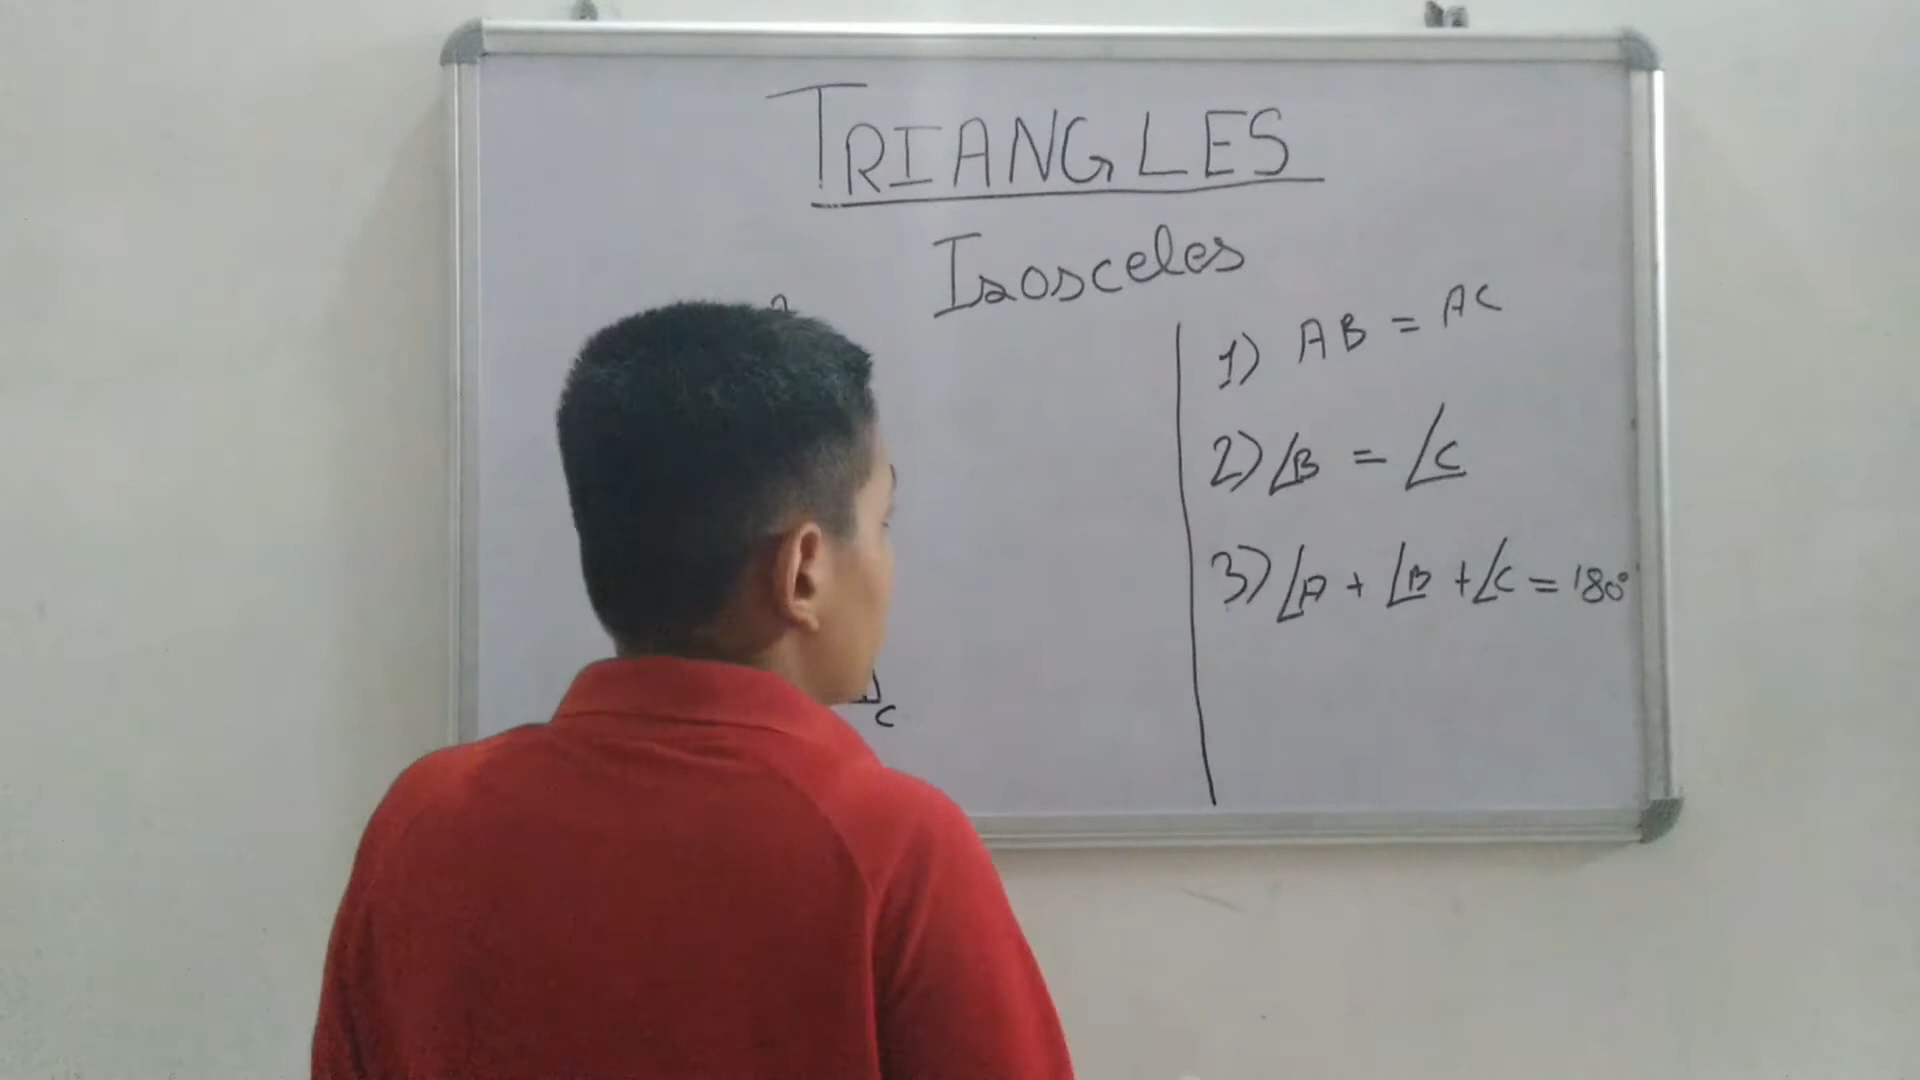 TRIANGLES
Isosceles
A
1) AB = AC
2) ∠B = ∠C
3) ∠A + ∠B + ∠C = 180°
C